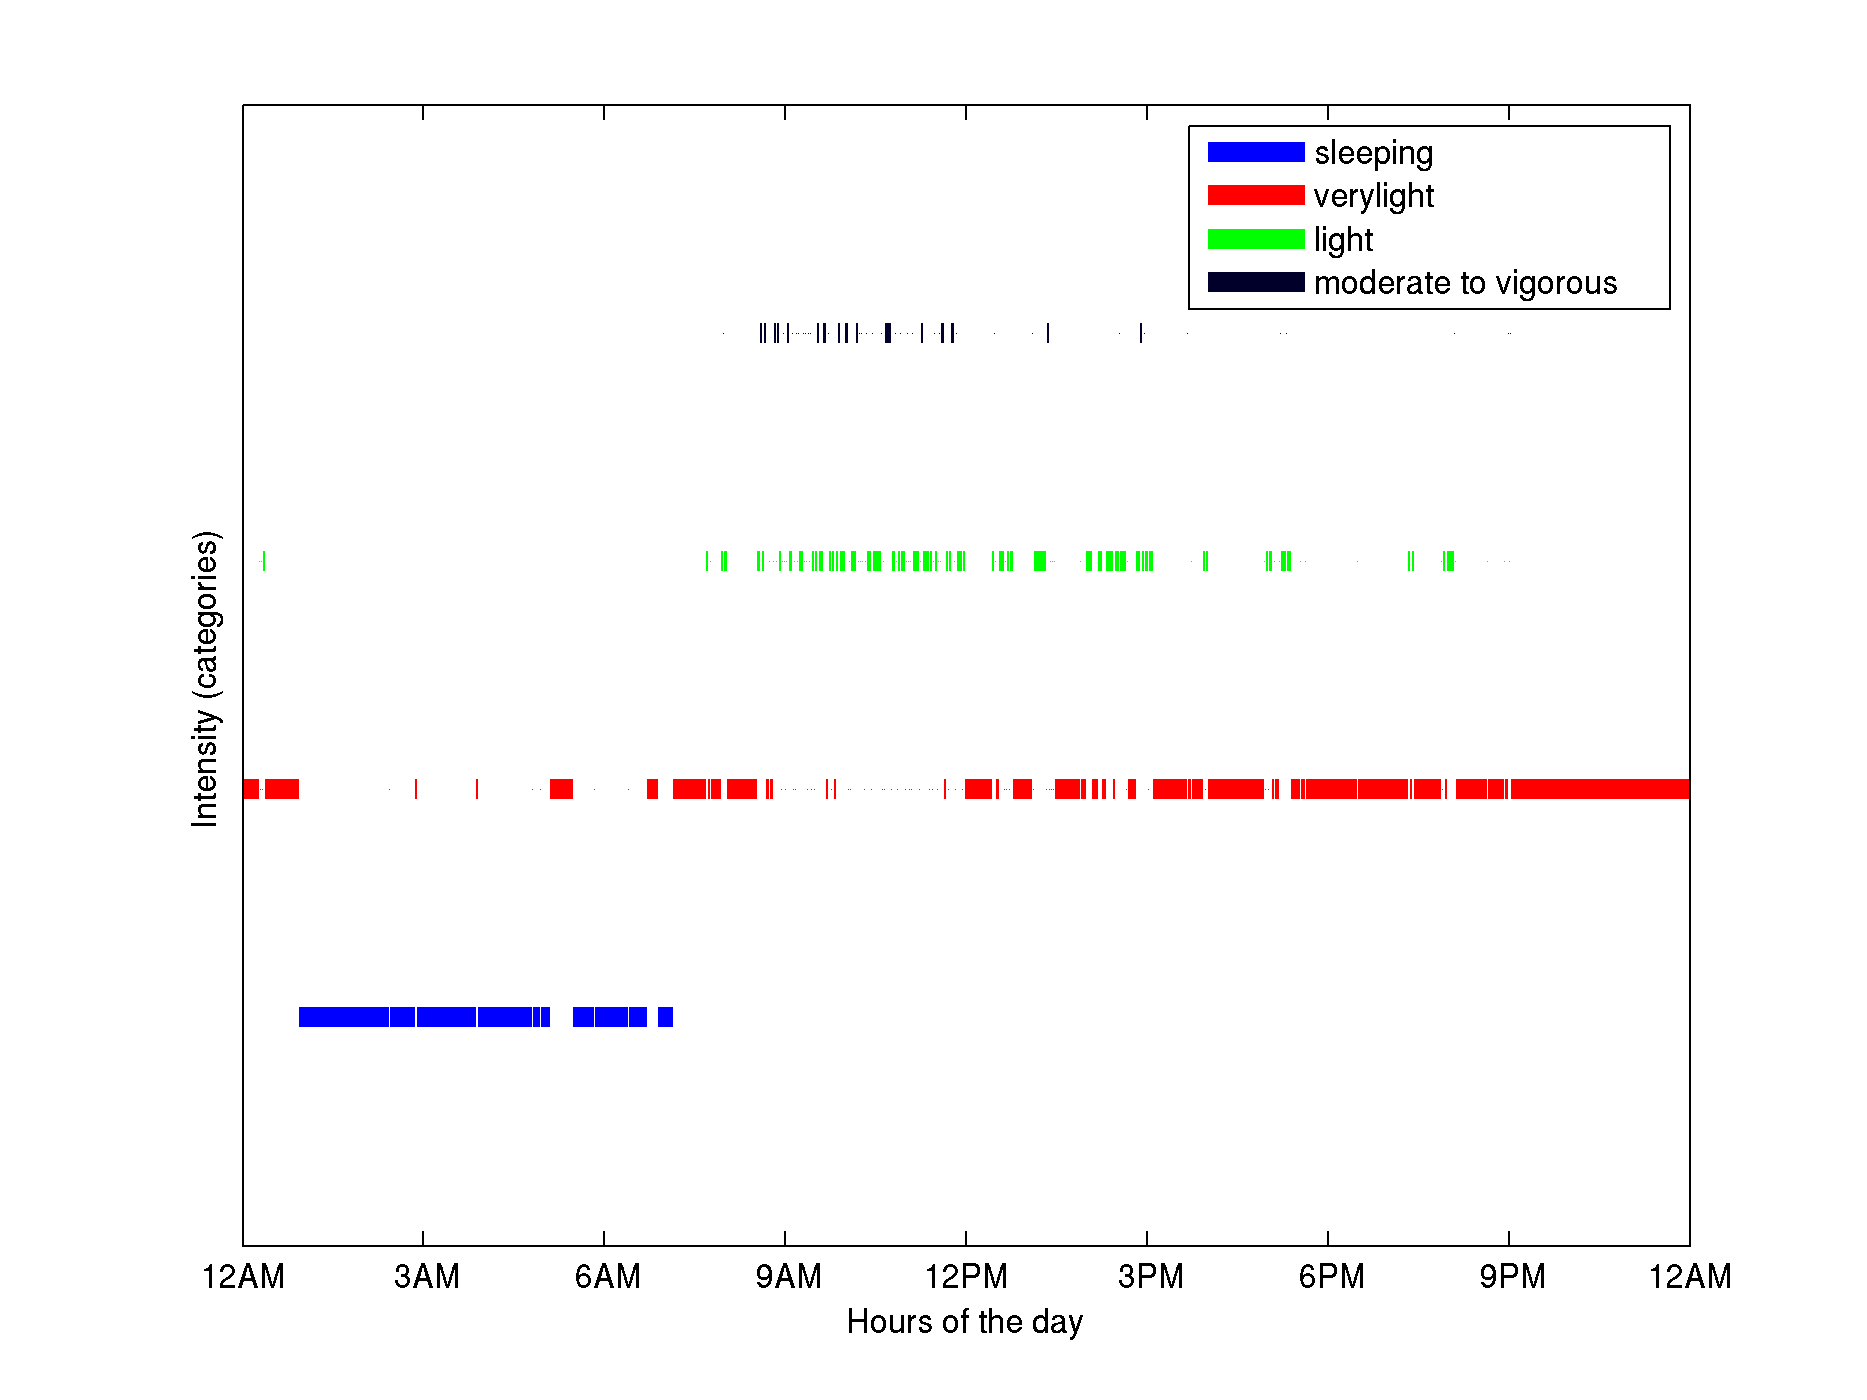 sleeping
verylight
light
moderate to vigorous
Intensity (categories)
12AM 3AM 6AM 9AM 12PM 3PM 6PM 9PM 12AM
Hours of the day